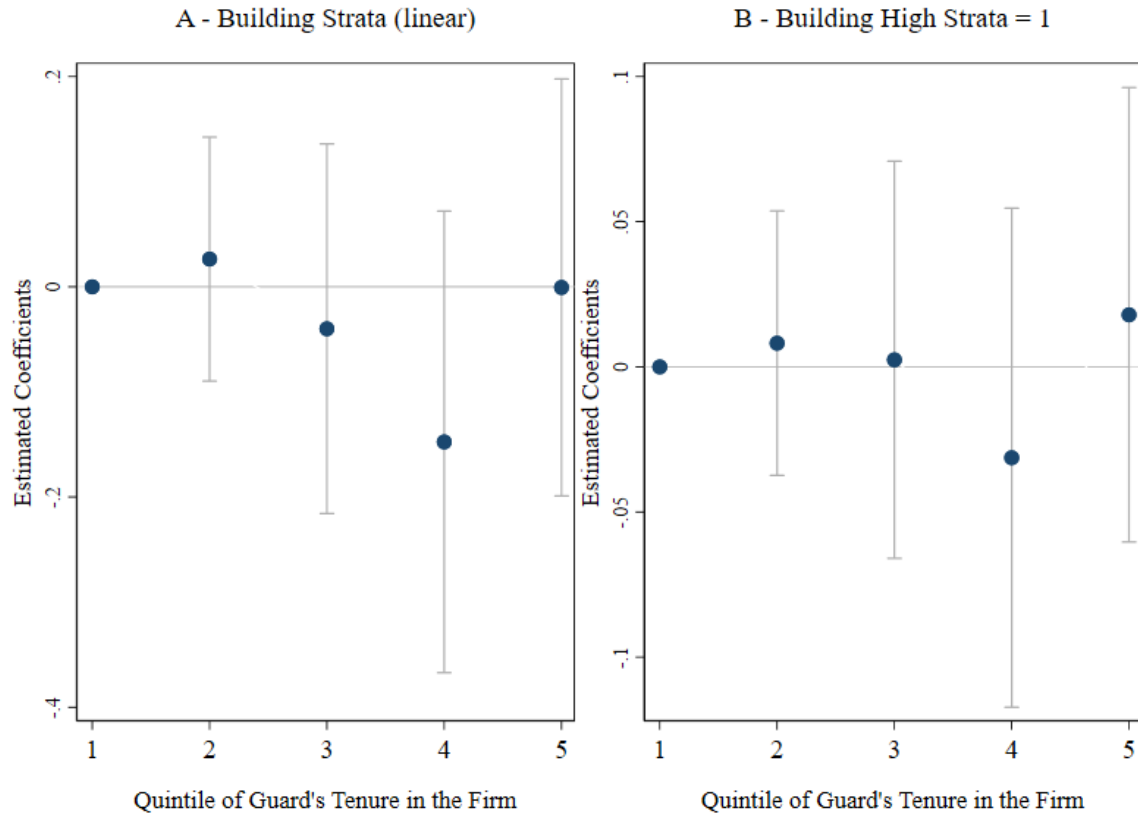 A - Building Strata (linear)
Estimated Coefficients
.2
0
-.2
-.4
1 2 3 4 5
Quintile of Guard's Tenure in the Firm
B - Building High Strata = 1
Estimated Coefficients
.1
.05
0
-.05
-.1
1 2 3 4 5
Quintile of Guard's Tenure in the Firm